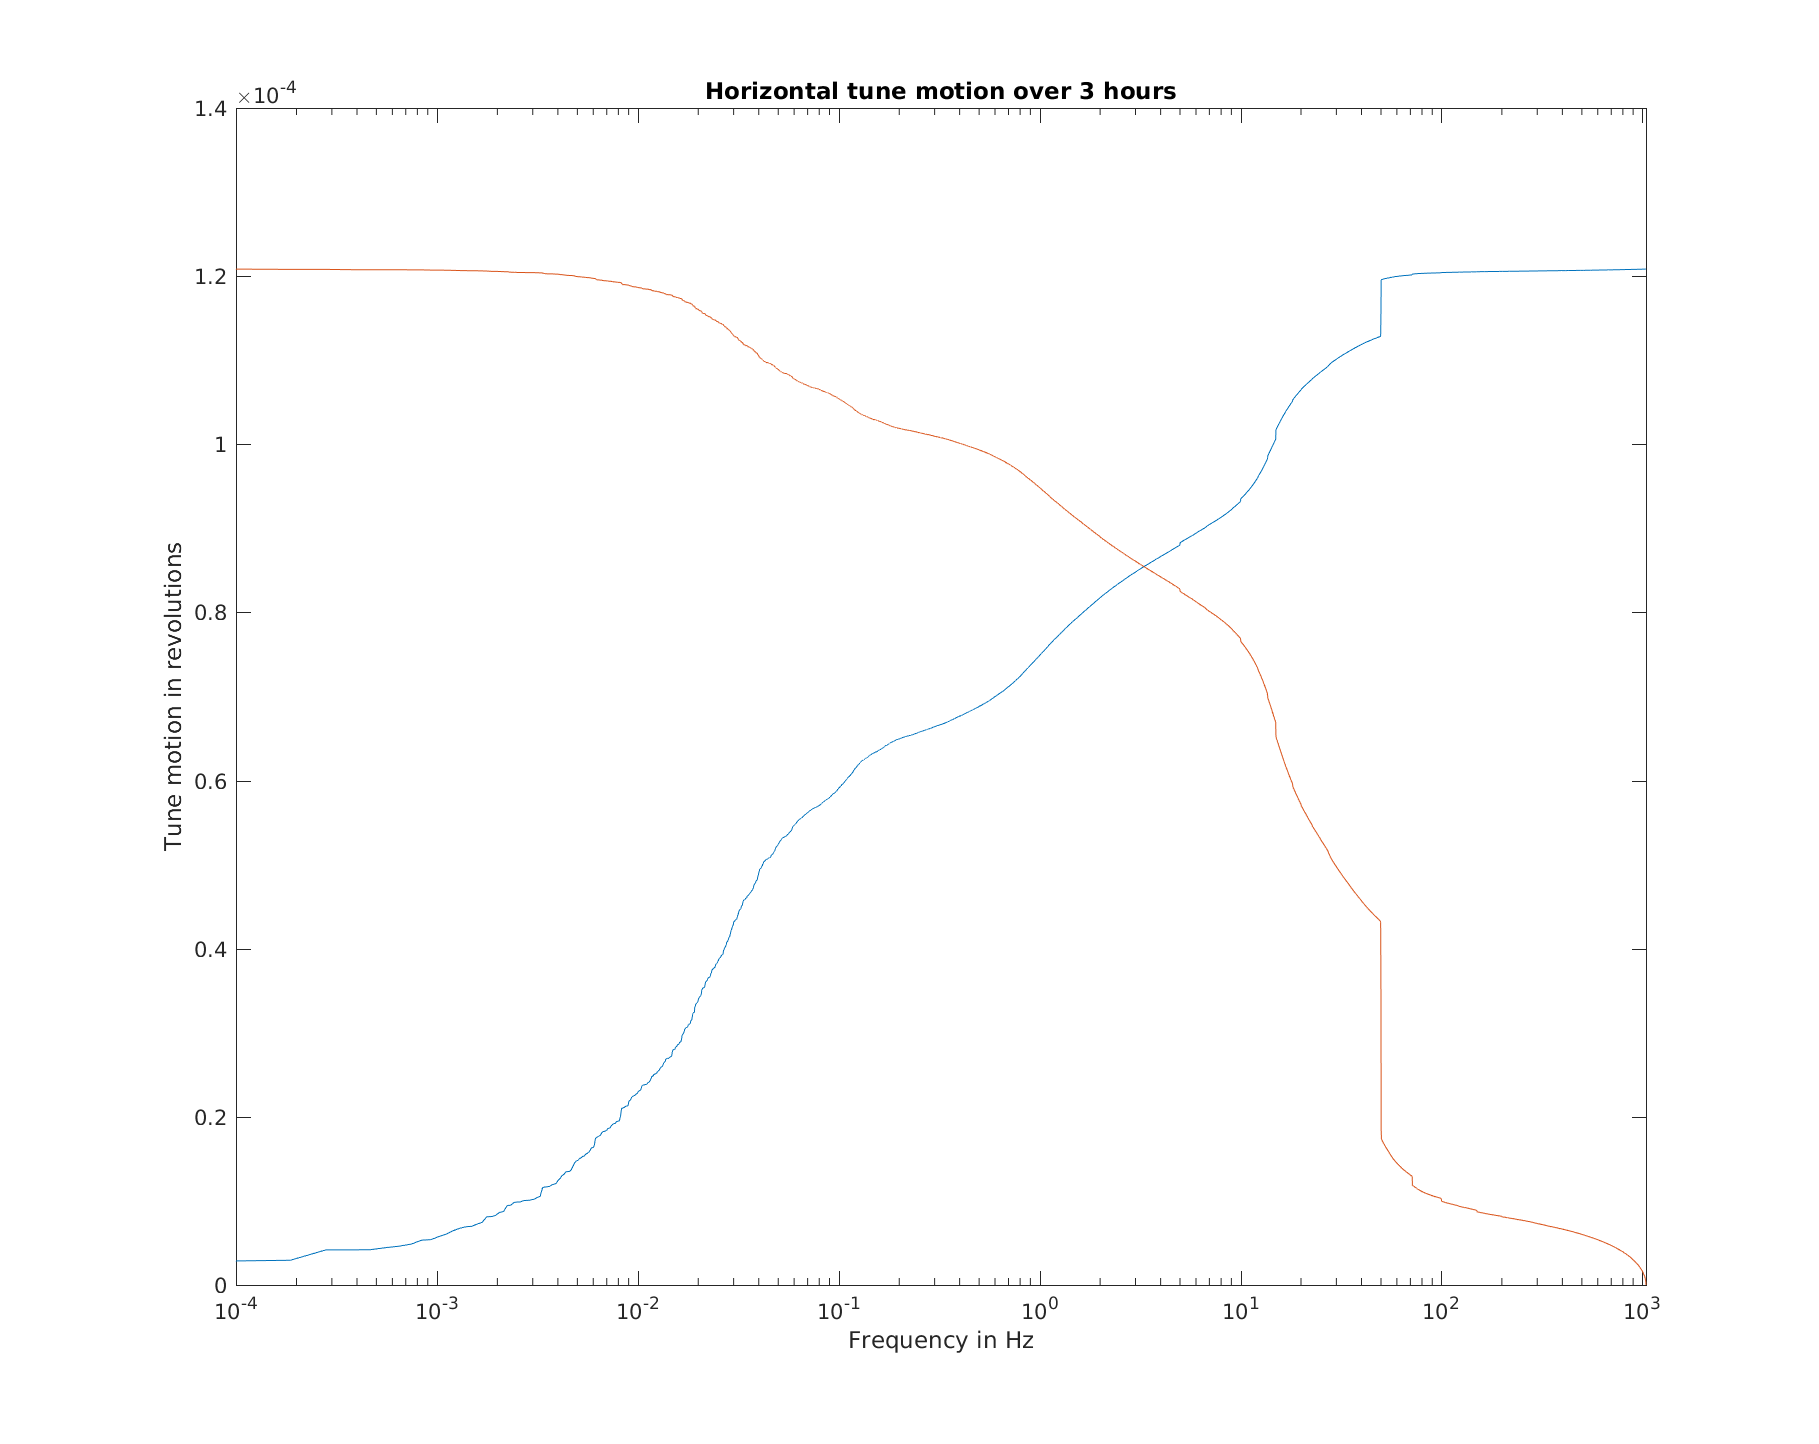 Horizontal tune motion over 3 hours
×10-4
1.4
1.2
1
0.8
0.6
0.4
0.2
0
Tune motion in revolutions
10-4 10-3 10-2 10-1 100 101 102 103
Frequency in Hz